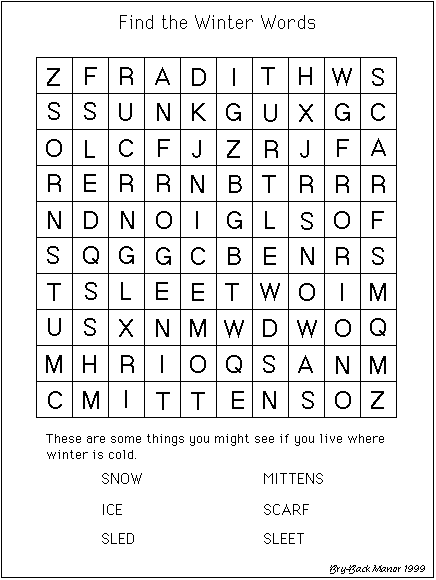 Find the Winter Words
Z F R A D I T H W S
S S U N K G U X G C
O L C F J Z R J F A
R E R R N B T R R R
N D N O I G L S O F
S Q G G C B E N R S
T S L E E T W O I M
U S X N M W D W O Q
M H R I O Q S A N M
C M I T T E N S O Z
These are some things you might see if you live where
winter is cold.
SNOW MITTENS
ICE SCARF
SLED SLEET
Bry-Back Manor 1999